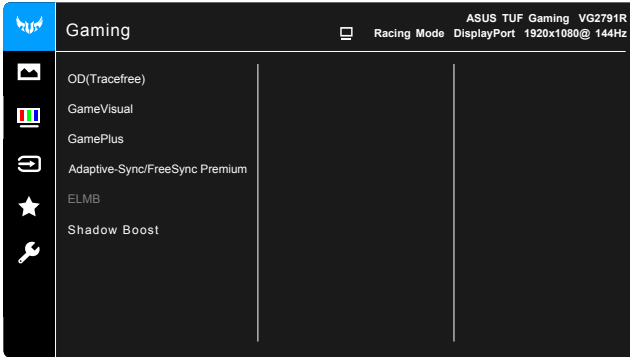 Gaming
ASUS TUF Gaming VG2791R
Racing Mode DisplayPort 1920x1080@ 144Hz
OD(Tracefree)
GameVisual
GamePlus
Adaptive-Sync/FreeSync Premium
ELMB
Shadow Boost